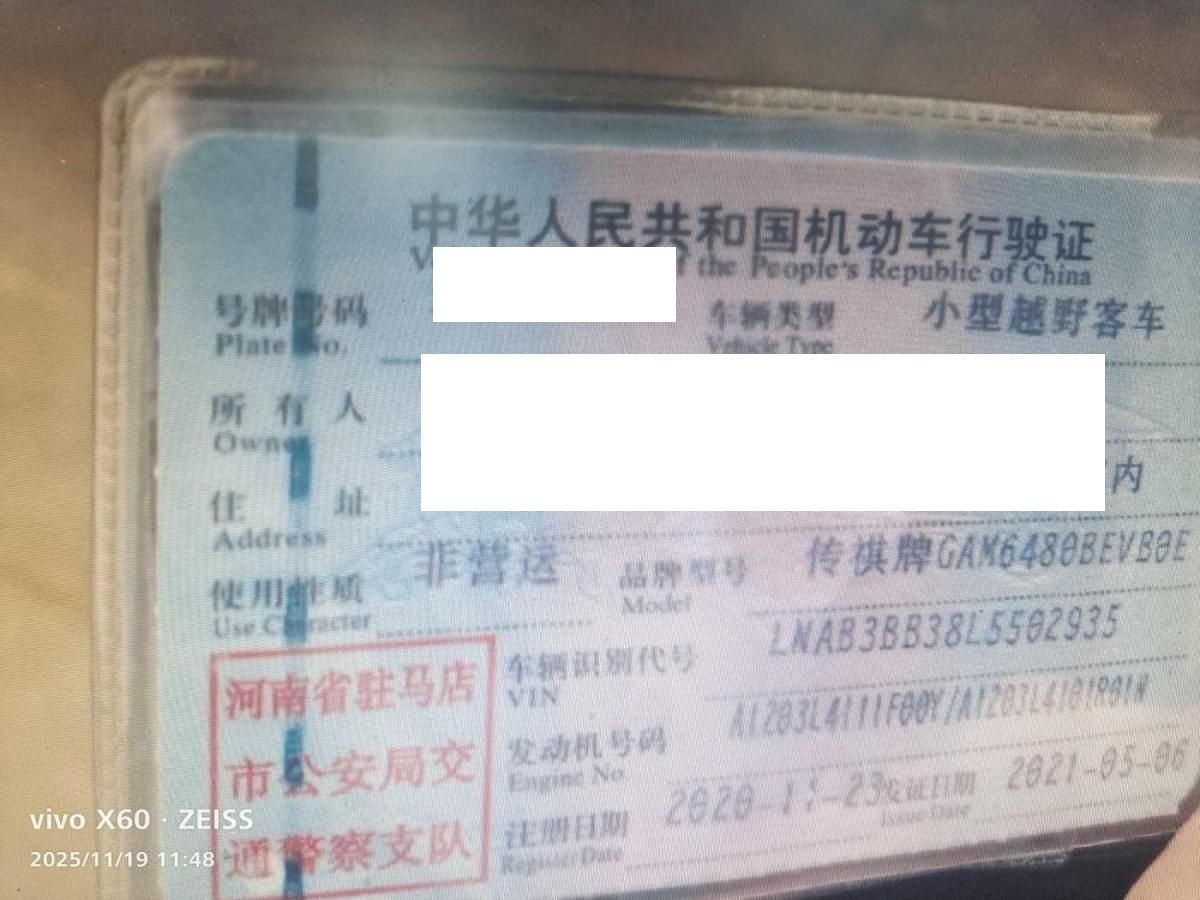 中华人民共和国机动车行驶证
the People's Republic of China
号牌号码 车辆类型 小型越野客车
Plate No. Vehicle Type
所有人
Owner
内
住址
Address
使用性质 非营运 品牌型号 传祺牌GAM6480BEVB0E
Use Character Model
车辆识别代号 LNAB3BB38L5502935
VIN
发动机号码
Engine No.
注册日期 发证日期 2021-05-06
Register Date Issue Date
河南省驻马店
市公安局交
通警察支队
vivo X60 · ZEISS
2025/11/19 11:48